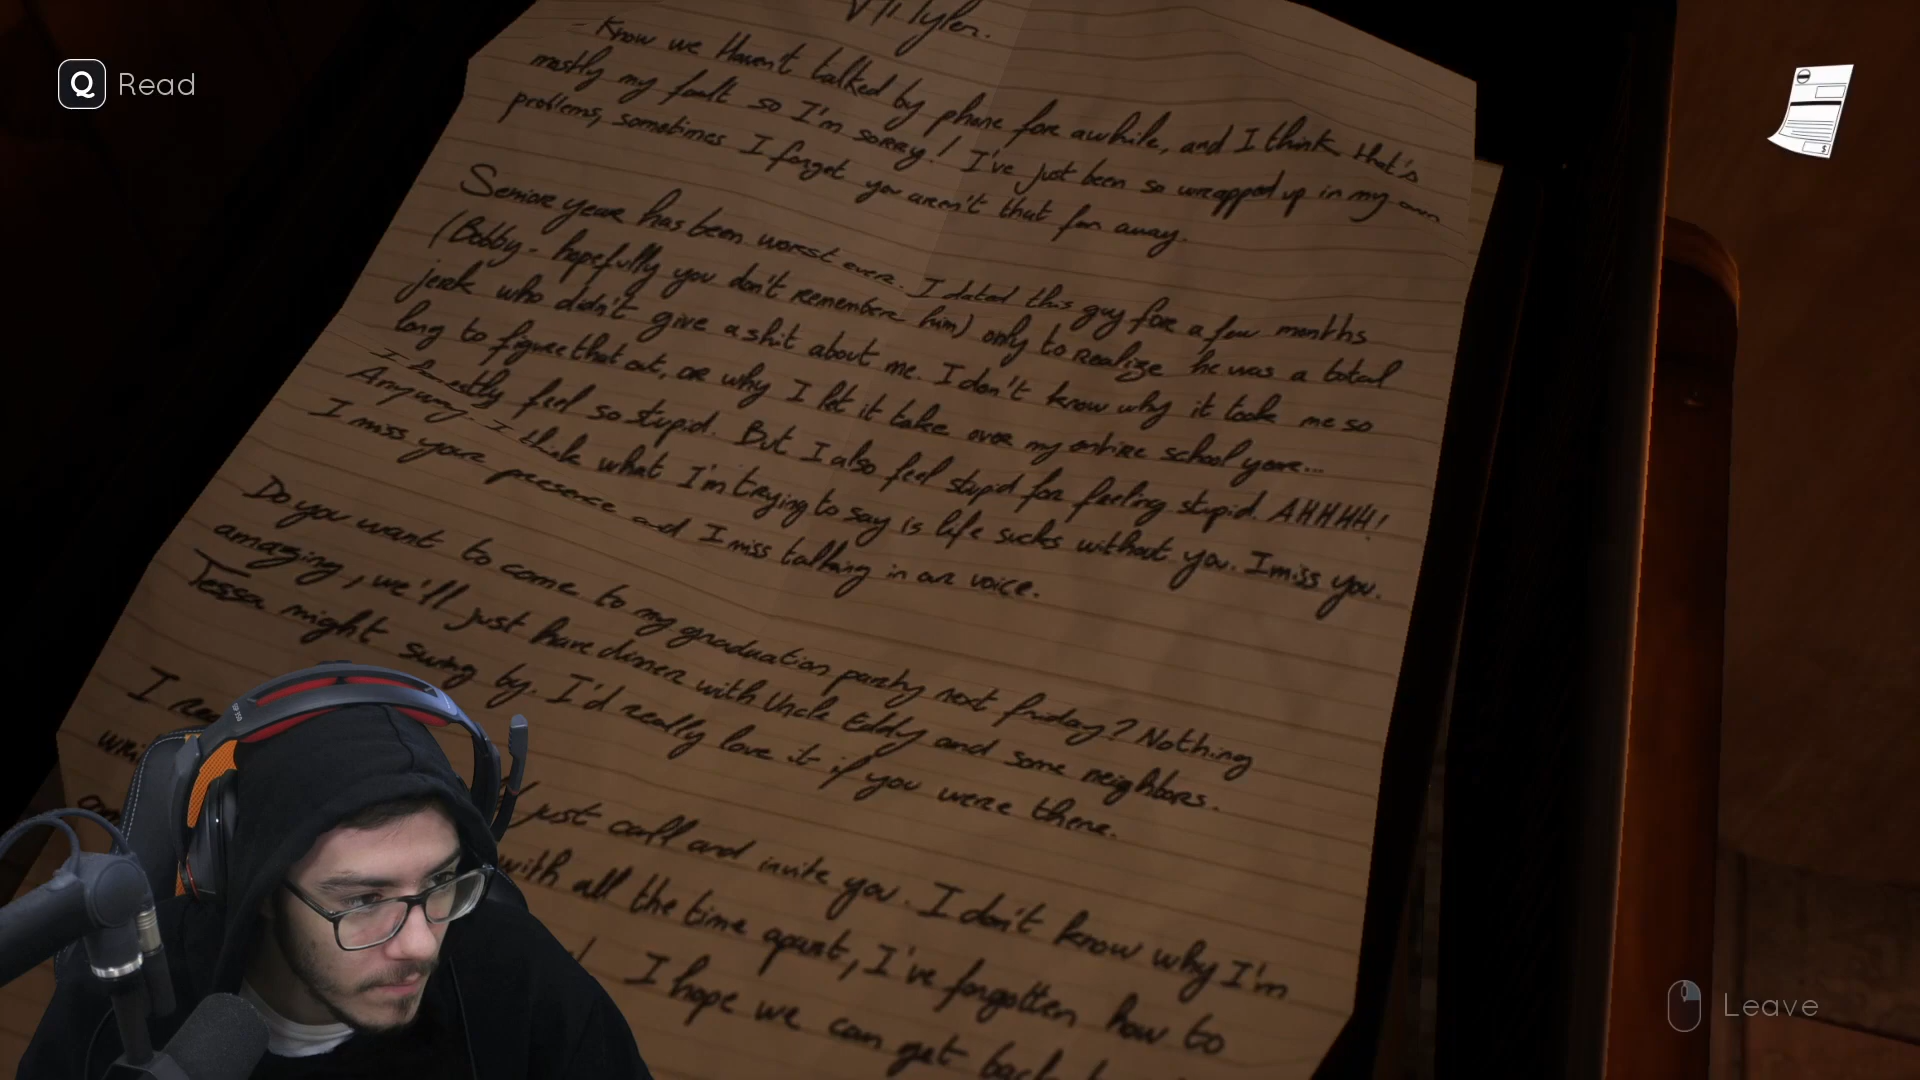 Q Read
Hi Tyler.
- Know we Haven't talked by phone for awhile, and I think that's
mostly my fault so I'm sorry! I've just been so wrapped up in my own
problems, sometimes I forget you aren't that far away.
Senior year has been worst ever. I dated this guy for a few months
(Bobby - hopefully you don't remember him) only to realize he was a total
jerk who didn't give a shit about me. I don't know why it took me so
long to figure that out, or why I let it take over my entire school year...
I honestly feel so stupid. But I also feel stupid for feeling stupid. AHHHH!
Anyway. I think what I'm trying to say is life sucks without you. I miss you.
I miss your presence and I miss talking in our voice.
Do you want to come to my graduation party next friday? Nothing
amazing, we'll just have dinner with Uncle Eddy and some neighbors.
Tessa might swing by. I'd really love it if you were there.
I just call and invite you. I don't know why I'm
with all the time apart, I've forgotten how to
I hope we can get back
Leave